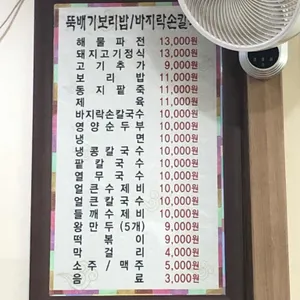 뚝배기보리밥/바지락손칼
해물파전 13,000원
돼지고기정식 13,000원
고기추가 9,000원
보리밥 11,000원
동지팥죽 11,000원
제육 11,000원
바지락손칼국수 10,000원
영양순두부 10,000원
냉면 10,000원
냉콩칼국수 10,000원
팥칼국수 10,000원
열무국수 10,000원
얼큰수제비 10,000원
얼큰칼국수 10,000원
들깨수제비 10,000원
왕만두(5개) 9,000원
떡볶이 9,000원
막걸리 4,000원
소주/맥주 5,000원
음료 3,000원